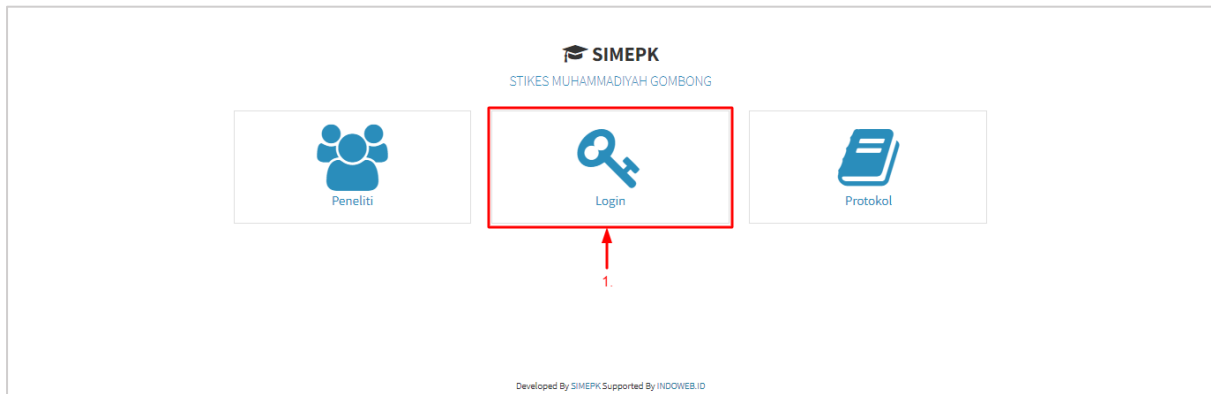 SIMEPK
STIKES MUHAMMADIYAH GOMBONG
Peneliti
Login
Protokol
1.
Developed By SIMEPK Supported By INDOWEB.ID